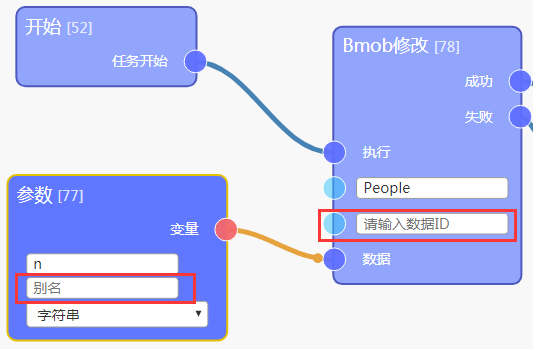 开始 [52]
任务开始
Bmob修改 [78]
成功
失败
执行
People
请输入数据ID
数据
参数 [77]
变量
n
别名
字符串